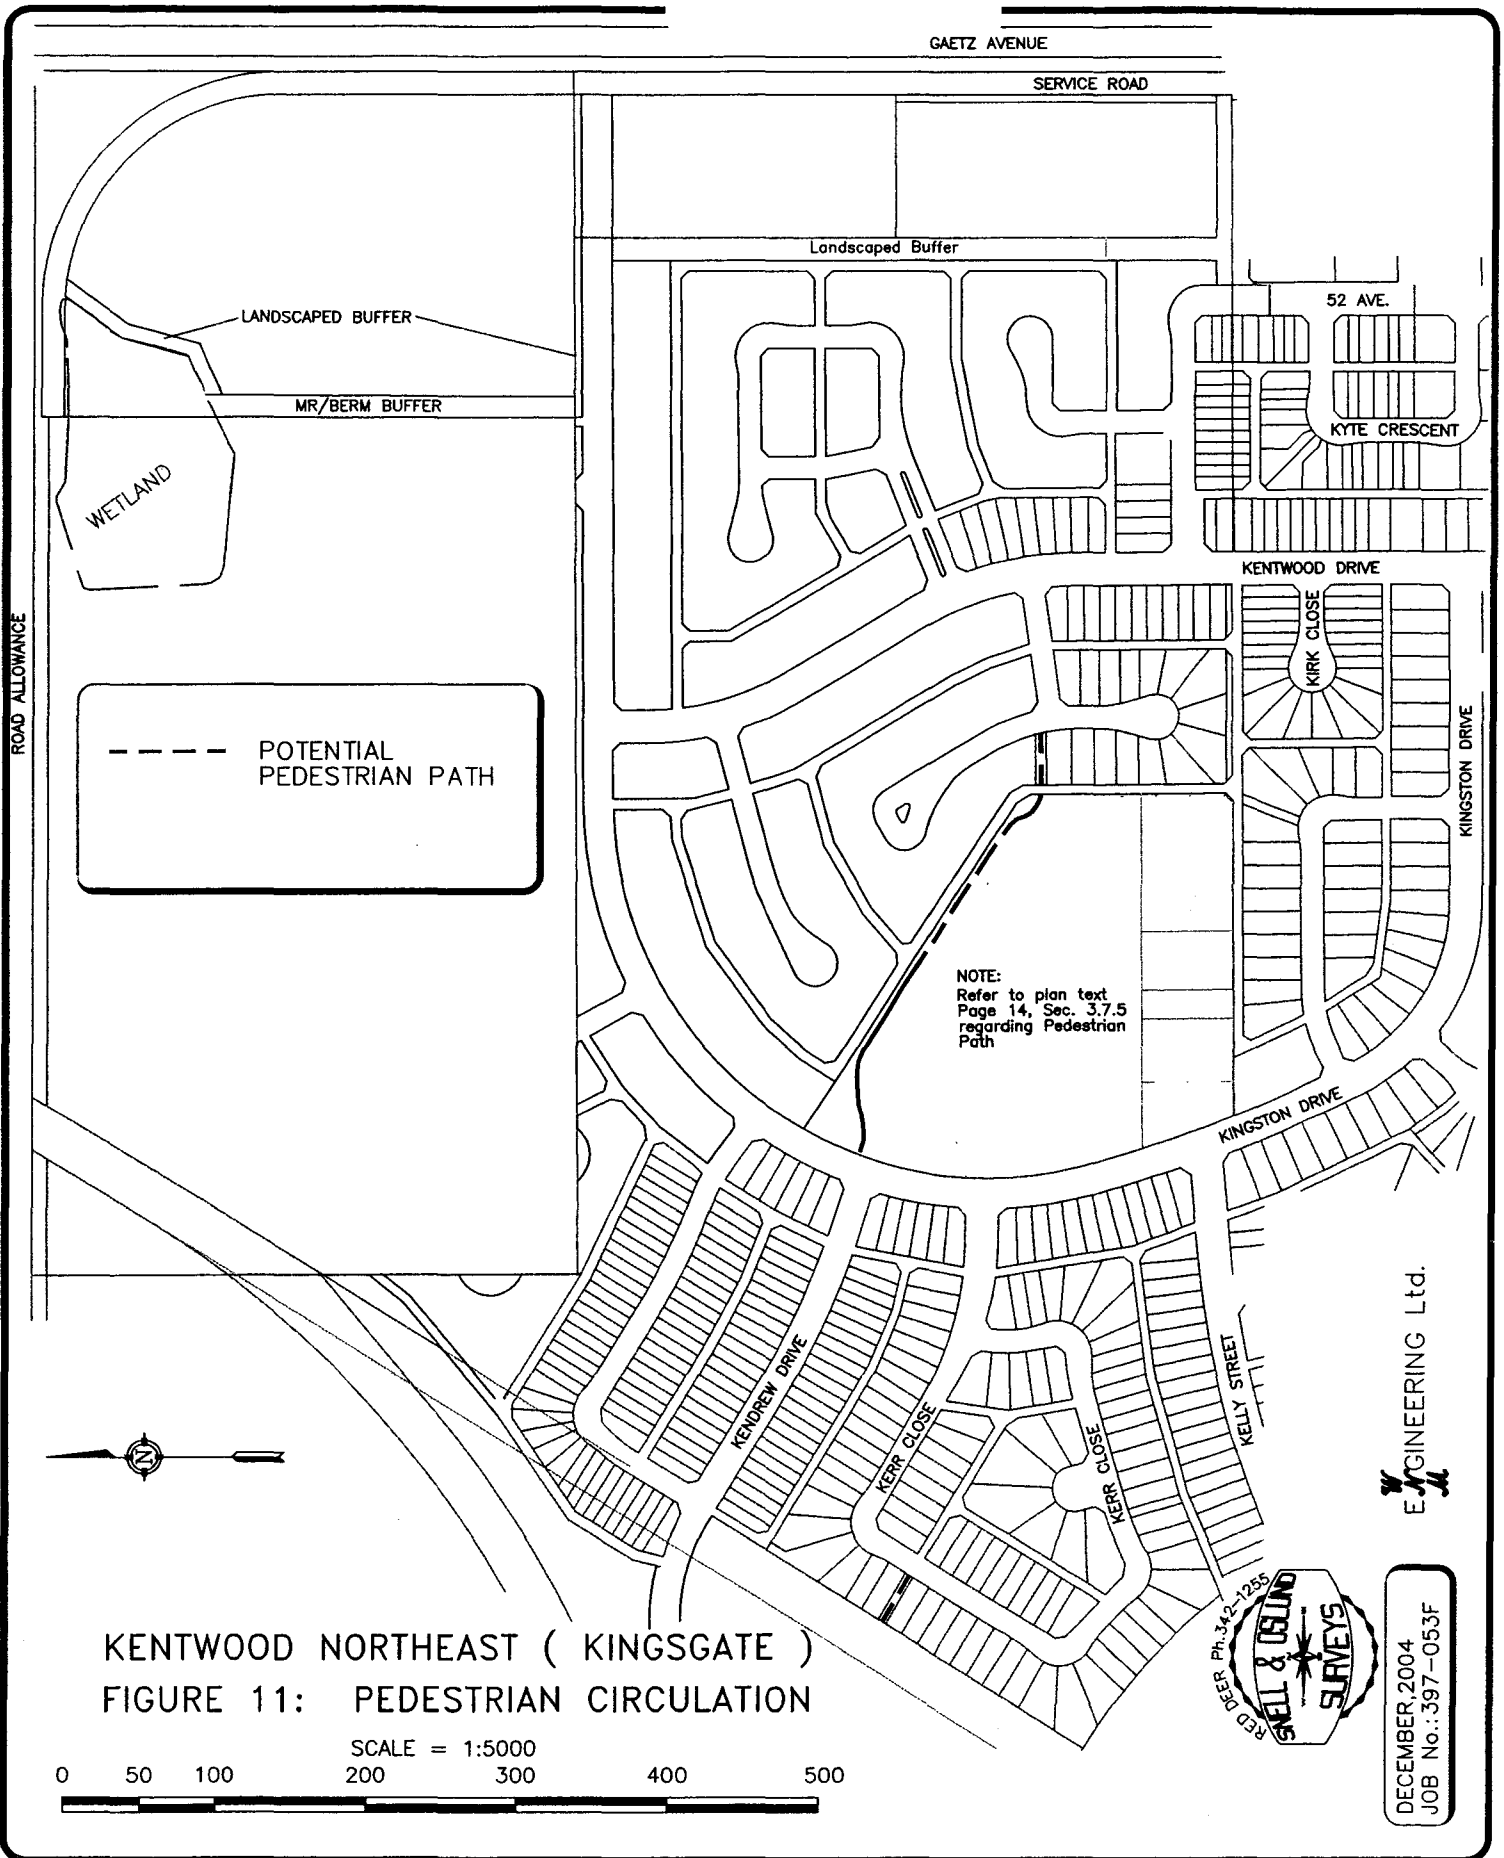 GAETZ AVENUE
SERVICE ROAD
Landscaped Buffer
52 AVE.
LANDSCAPED BUFFER
MR/BERM BUFFER
KYTE CRESCENT
WETLAND
KENTWOOD DRIVE
KIRK CLOSE
ROAD ALLOWANCE
KINGSTON DRIVE
POTENTIAL
PEDESTRIAN PATH
NOTE:
Refer to plan text
Page 14, Sec. 3.7.5
regarding Pedestrian
Path
KINGSTON DRIVE
KENDREW DRIVE
KERR CLOSE
KERR CLOSE
KELLY STREET
N
ENGINEERING Ltd.
RED DEER Ph.342-1255
SNELL & OSLUND
SURVEYS
DECEMBER,2004
JOB No.:397-053F
KENTWOOD NORTHEAST ( KINGSGATE )
FIGURE 11: PEDESTRIAN CIRCULATION
SCALE = 1:5000
0 50 100 200 300 400 500